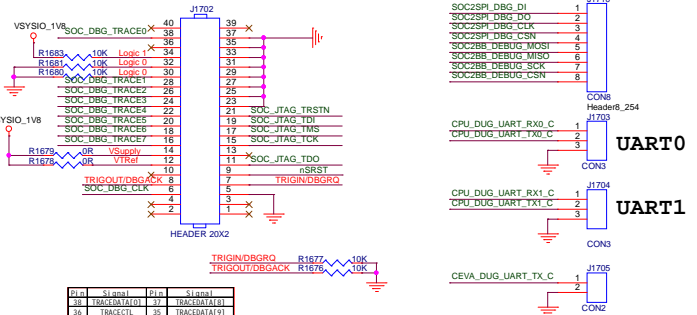 J1702
VSYSIO_1V8
SOC_DBG_TRACE0
40 39
38 37
36 35
R1683 10K Logic 1 34 33
R1681 10K Logic 0 32 31
R1680 10K Logic 0 30 29
SOC_DBG_TRACE1 28 27
SOC_DBG_TRACE2 26 25
SOC_DBG_TRACE3 24 23
SOC_DBG_TRACE4 22 21 SOC_JTAG_TRSTN
SOC_DBG_TRACE5 20 19 SOC_JTAG_TDI
SOC_DBG_TRACE6 18 17 SOC_JTAG_TMS
SOC_DBG_TRACE7 16 15 SOC_JTAG_TCK
YSIO_1V8
R1679 0R VSupply 14 13
R1678 0R VTRef 12 11 SOC_JTAG_TDO
10 9 nSRST
TRIGOUT/DBGACK 8 7 TRIGIN/DBGRQ
SOC_DBG_CLK 6 5
4 3
2 1
HEADER 20X2
TRIGIN/DBGRQ R1677 10K
TRIGOUT/DBGACK R1676 10K
Pin Signal Pin Signal
38 TRACEDATA[0] 37 TRACEDATA[8]
36 TRACECTL 35 TRACEDATA[9]
SOC2SPI_DBG_DI 1
SOC2SPI_DBG_DO 2
SOC2SPI_DBG_CLK 3
SOC2SPI_DBG_CSN 4
SOC2BB_DEBUG_MOSI 5
SOC2BB_DEBUG_MISO 6
SOC2BB_DEBUG_SCK 7
SOC2BB_DEBUG_CSN 8
CON8
Header8_254
J1703
CPU_DUG_UART_RX0_C 1
CPU_DUG_UART_TX0_C 2
3
UART0
CON3
J1704
CPU_DUG_UART_RX1_C 1
CPU_DUG_UART_TX1_C 2
3
UART1
CON3
J1705
CEVA_DUG_UART_TX_C 1
2
CON2